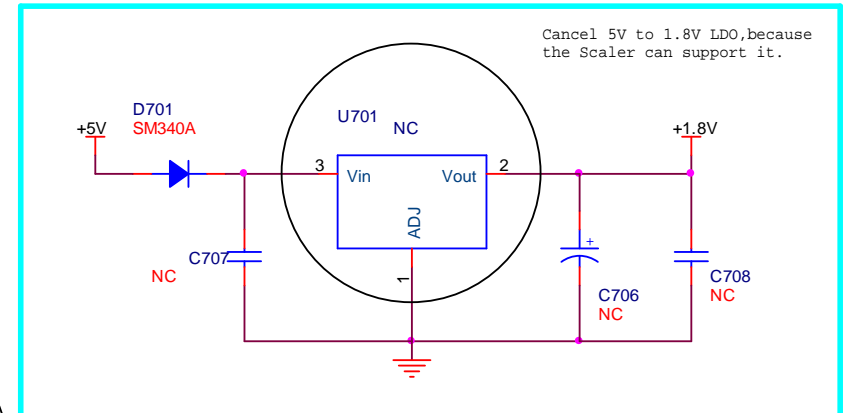 Cancel 5V to 1.8V LDO,because
the Scaler can support it.
D701
SM340A
+5V
U701
NC
+1.8V
3
Vin
Vout
2
ADJ
1
C707
NC
+
C706
NC
C708
NC